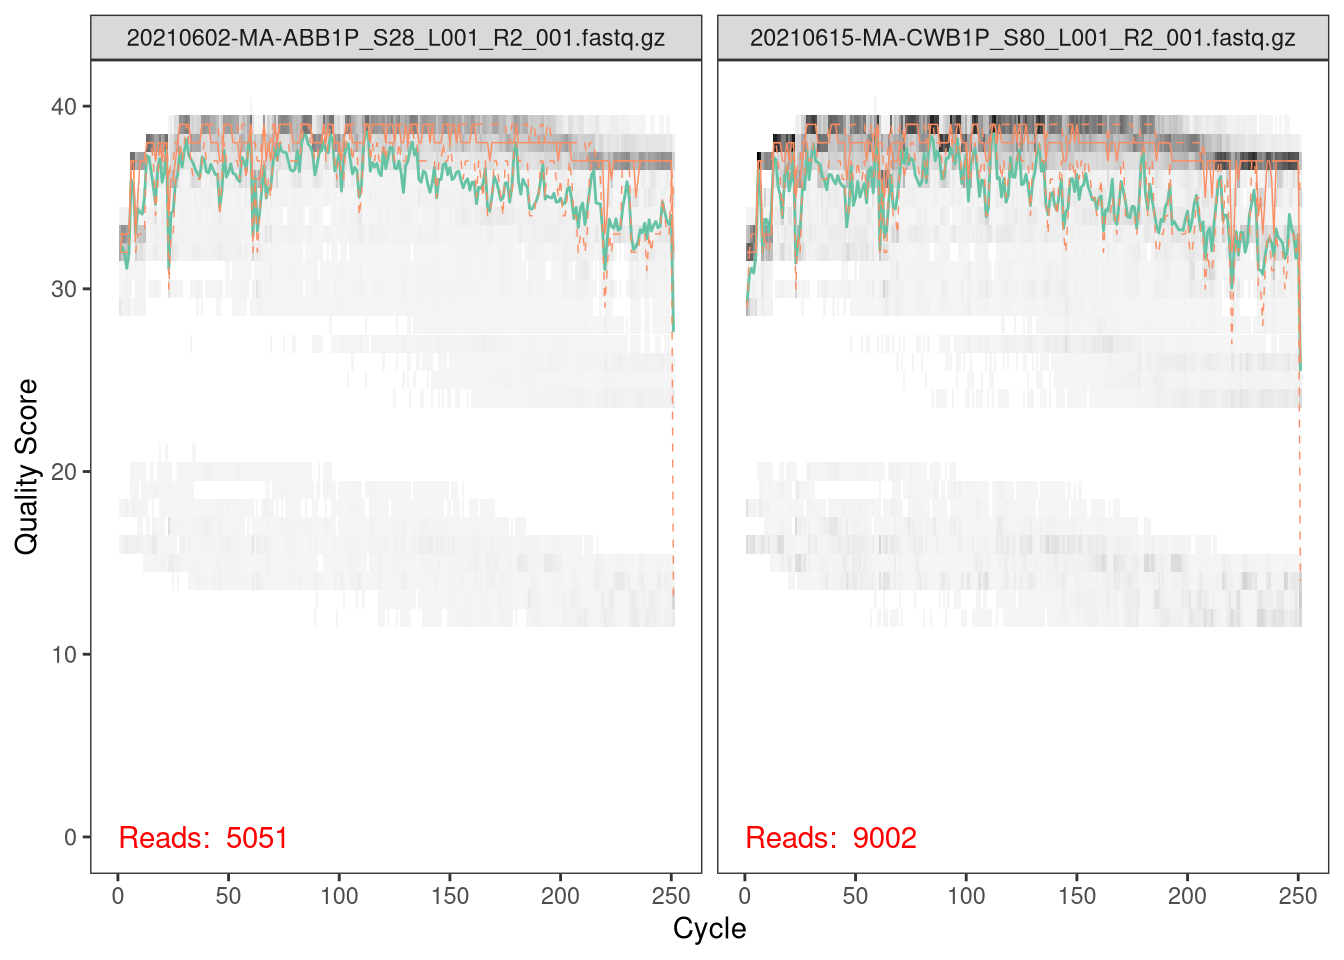 20210602-MA-ABB1P_S28_L001_R2_001.fastq.gz
20210615-MA-CWB1P_S80_L001_R2_001.fastq.gz
40
30
20
10
0
Quality Score
Reads: 5051
Reads: 9002
0 50 100 150 200 250
0 50 100 150 200 250
Cycle